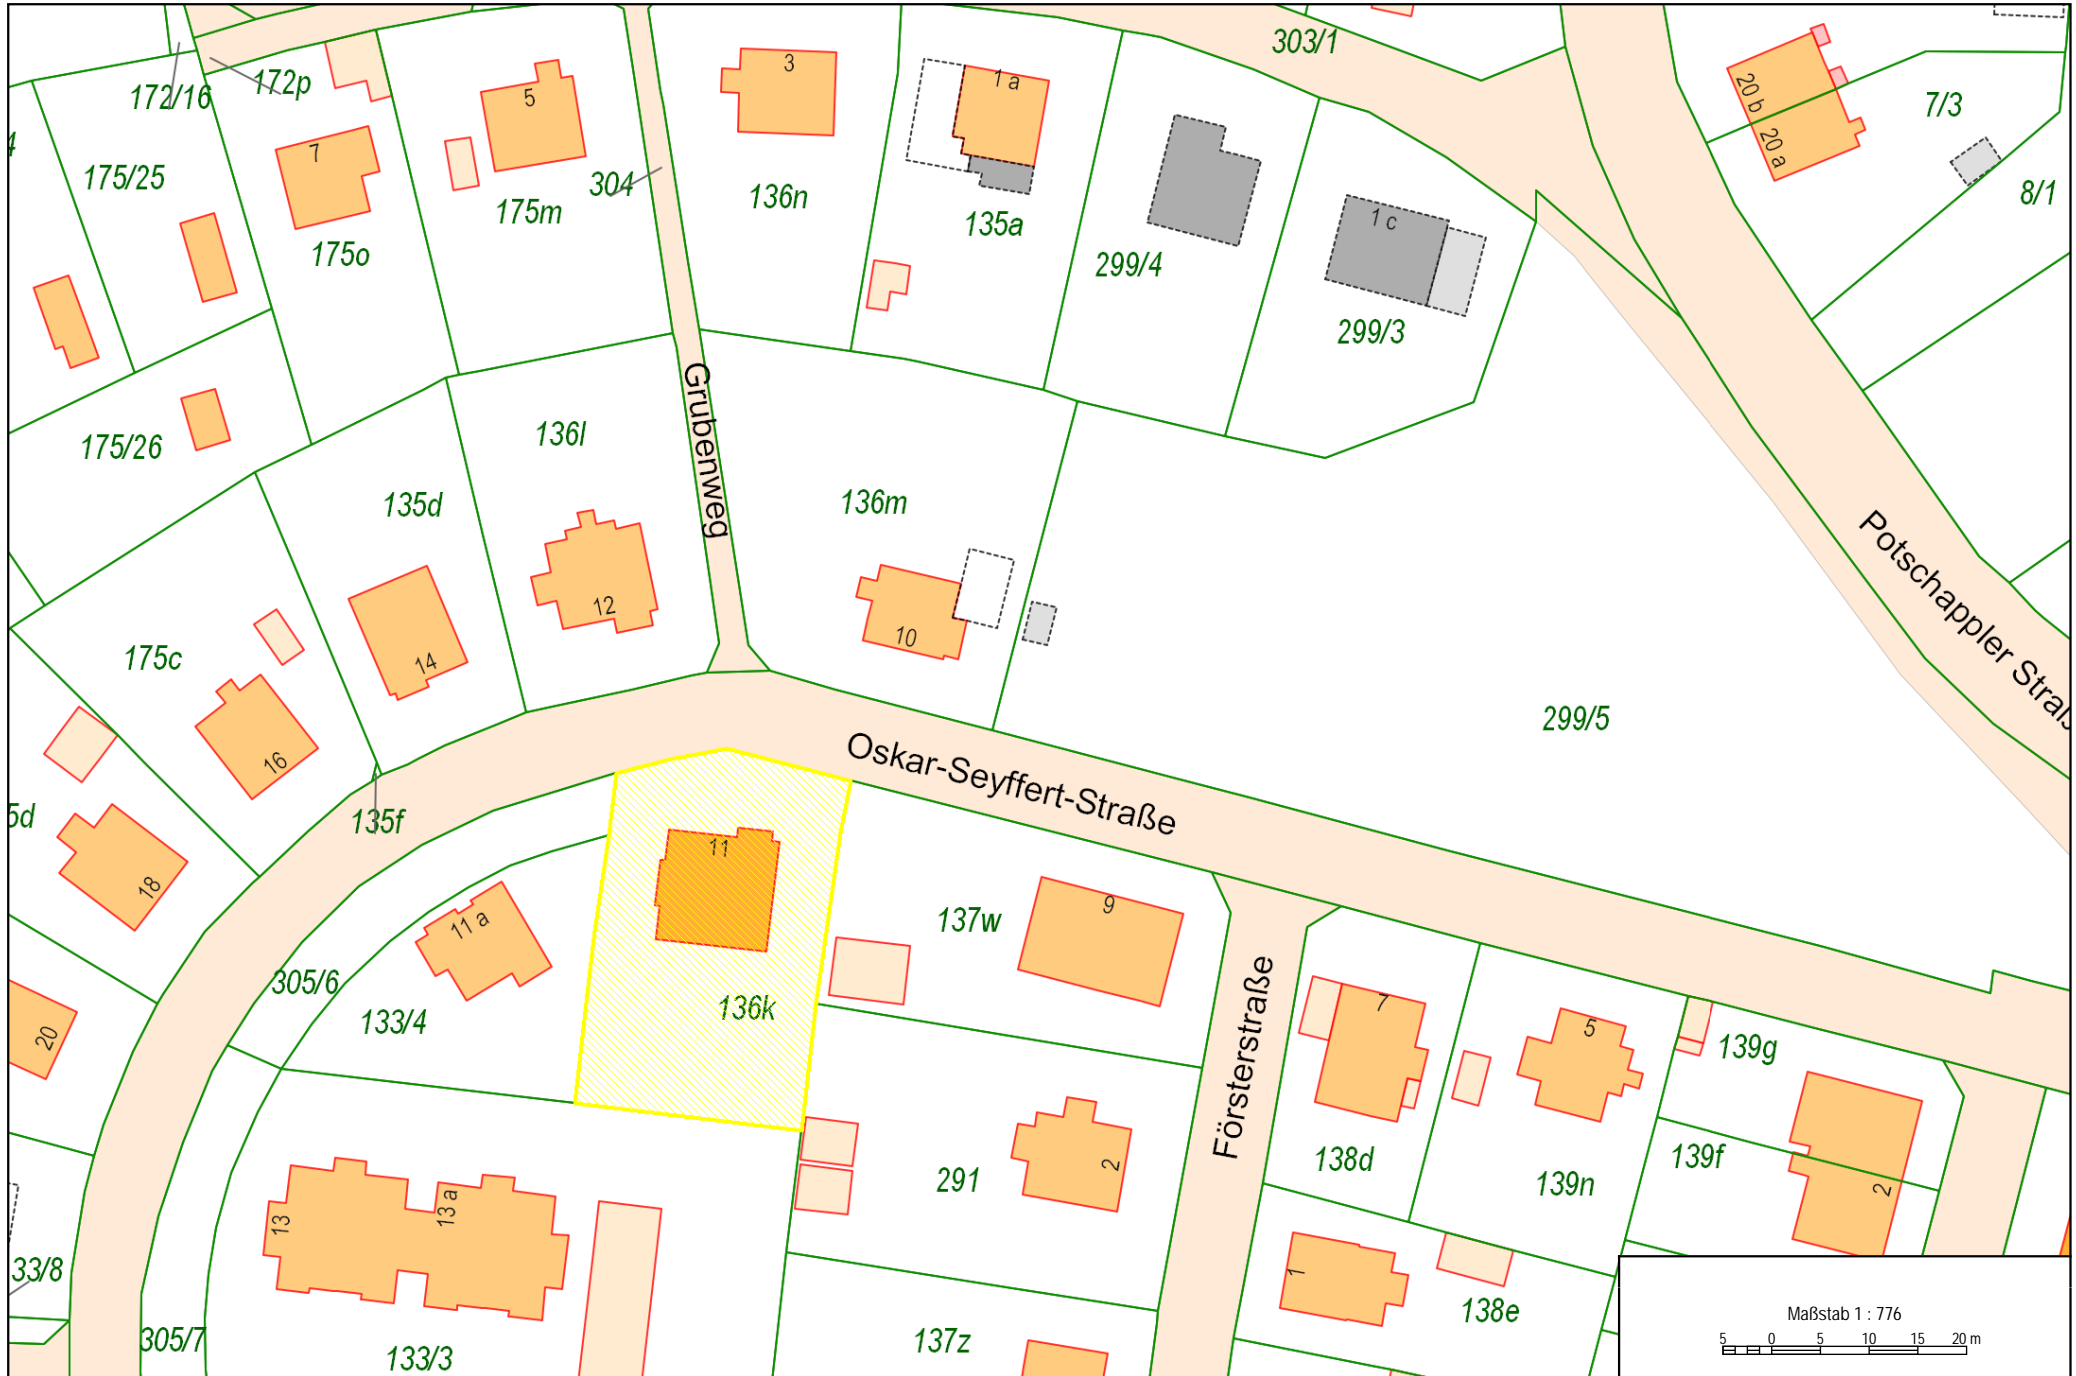 303/1
3
1 a
172/16
172p
5
20 b
20 a
7/3
4
7
175/25
304
175m
136n
135a
175o
299/4
1 c
299/3
8/1
Grubenweg
136l
175/26
135d
136m
Potschappler Straß
12
10
14
175c
16
299/5
Oskar-Seyffert-Straße
5d
135f
11
18
11 a
137w
9
305/6
133/4
136k
20
Försterstraße
7
5
139g
138d
139n
139f
2
291
2
13
13 a
33/8
1
138e
305/7
133/3
137z
Maßstab 1 : 776
5 0 5 10 15 20 m